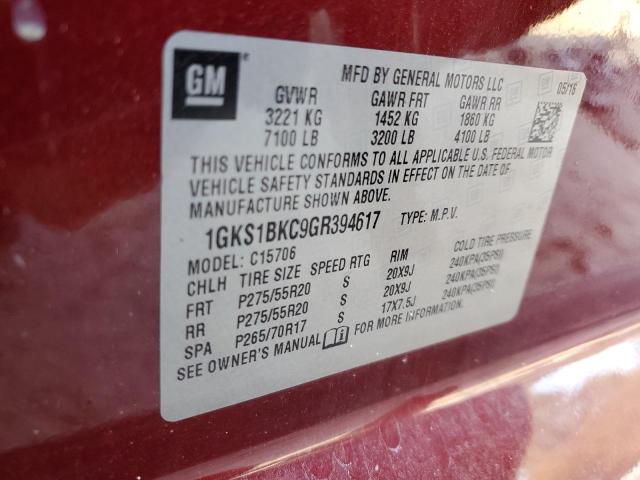 GM
MFD BY GENERAL MOTORS LLC 05/16
GVWR GAWR FRT GAWR RR
3221 KG 1452 KG 1860 KG
7100 LB 3200 LB 4100 LB
THIS VEHICLE CONFORMS TO ALL APPLICABLE U.S. FEDERAL MOTOR
VEHICLE SAFETY STANDARDS IN EFFECT ON THE DATE OF
MANUFACTURE SHOWN ABOVE.
1GKS1BKC9GR394617 TYPE: M.P.V.
MODEL: C15706
CHLH TIRE SIZE SPEED RTG RIM COLD TIRE PRESSURE
FRT P275/55R20 S 20X9J 240KPA(35PSI)
RR P275/55R20 S 20X9J 240KPA(35PSI)
SPA P265/70R17 S 17X7.5J 240KPA(35PSI)
SEE OWNER'S MANUAL FOR MORE INFORMATION.